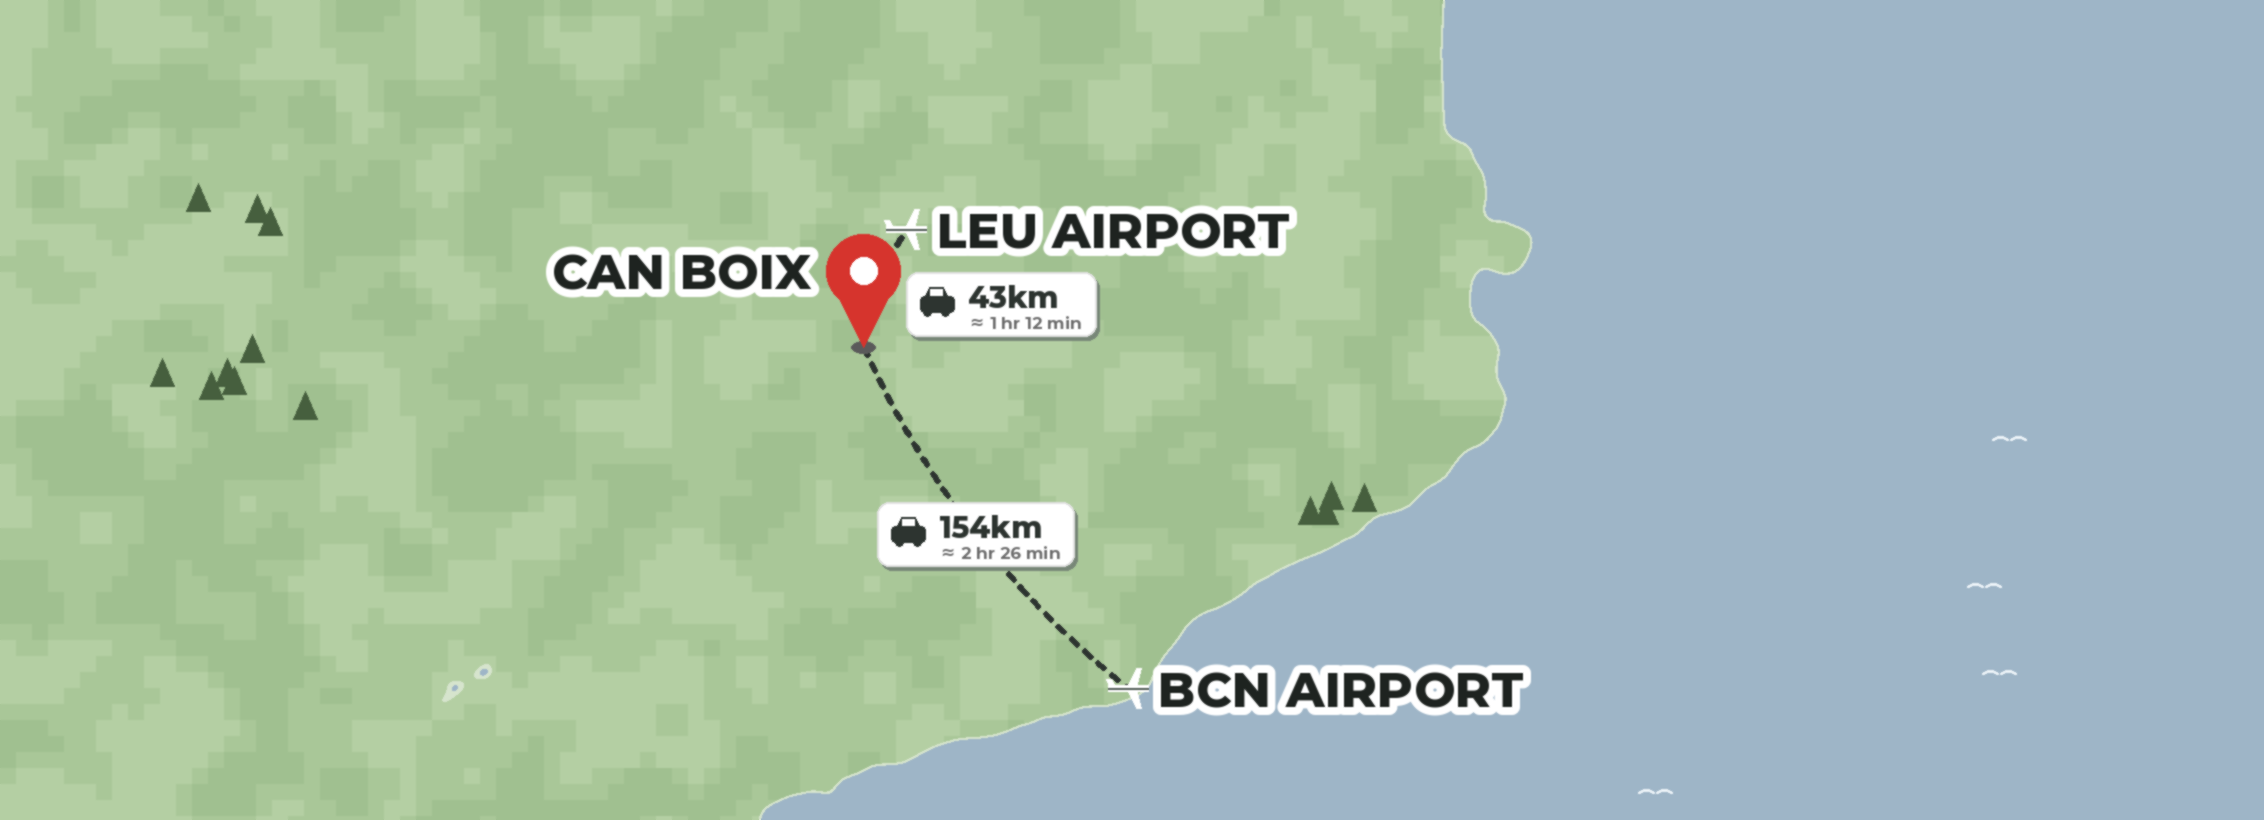 LEU AIRPORT
CAN BOIX
43km
≈ 1 hr 12 min
154km
≈ 2 hr 26 min
BCN AIRPORT